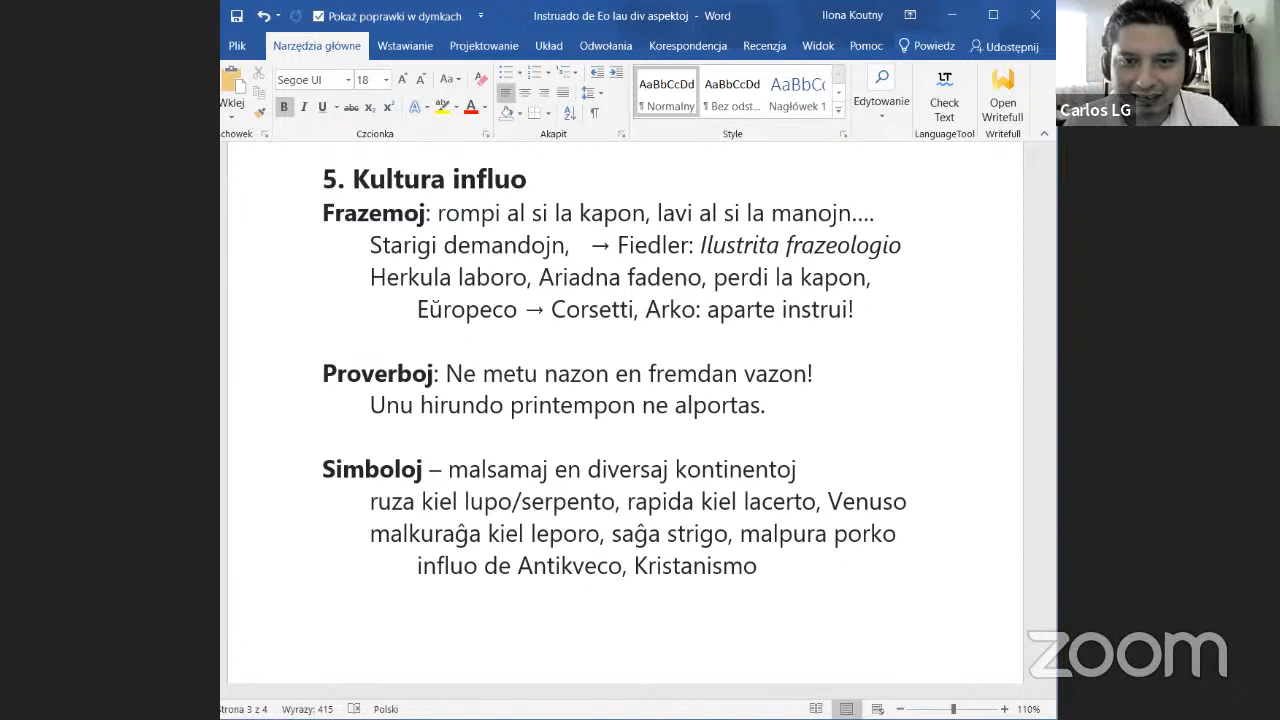 Pokaż poprawki w dymkach
Instruado de Eo lau div aspektoj - Word
Ilona Koutny
Plik Narzędzia główne Wstawianie Projektowanie Układ Odwołania Korespondencja Recenzja Widok Pomoc Powiedz Udostępnij
Segoe UI 18
Wklej
AaBbCcDd AaBbCcDd AaBbCc
¶ Normalny ¶ Bez odst... Nagłówek 1
Edytowanie
Check Text
Open Writefull
chowek Czcionka Akapit Style LanguageTool Writefull
Carlos LG
5. Kultura influo
Frazemoj: rompi al si la kapon, lavi al si la manojn....
Starigi demandojn, → Fiedler: Ilustrita frazeologio
Herkula laboro, Ariadna fadeno, perdi la kapon,
Eŭropeco → Corsetti, Arko: aparte instrui!
Proverboj: Ne metu nazon en fremdan vazon!
Unu hirundo printempon ne alportas.
Simboloj – malsamaj en diversaj kontinentoj
ruza kiel lupo/serpento, rapida kiel lacerto, Venuso
malkuraĝa kiel leporo, saĝa strigo, malpura porko
influo de Antikveco, Kristanismo
zoom
Strona 3 z 4 Wyrazy: 415 Polski 110%